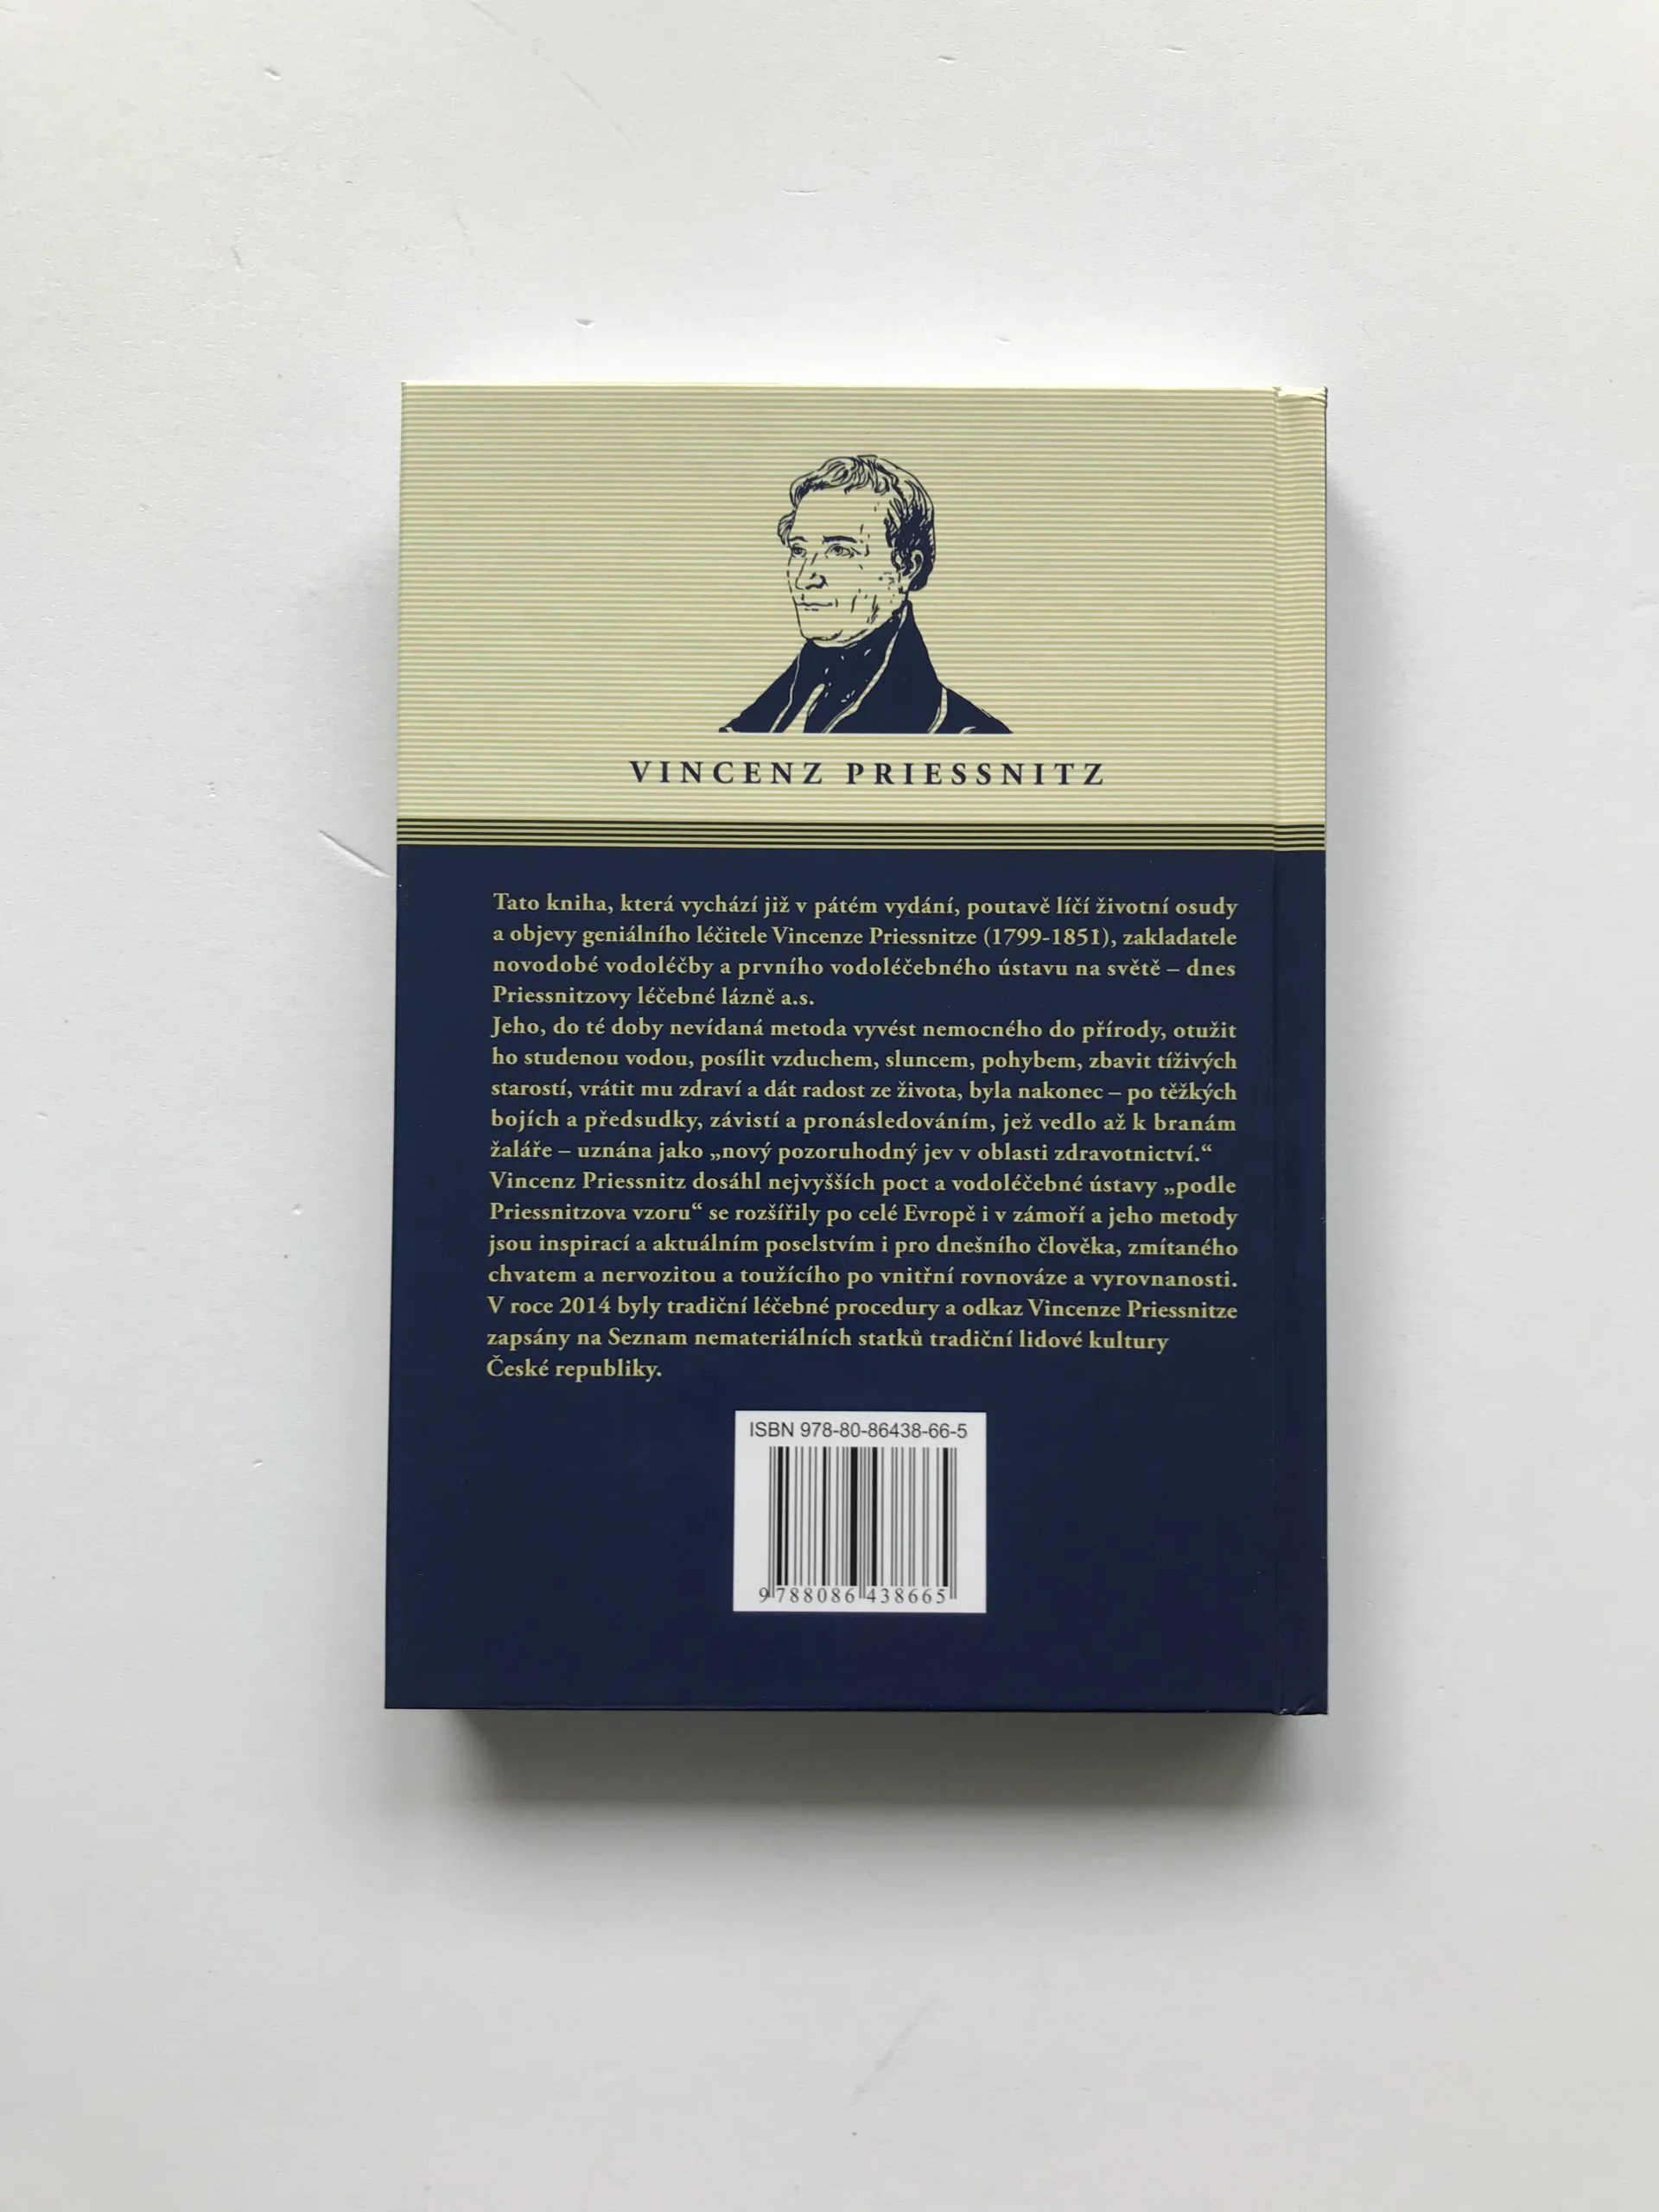 VINCENZ PRIESSNITZ
Tato kniha, která vychází již v pátém vydání, poutavě líčí životní osudy
a objevy geniálního léčitele Vincenze Priessnitze (1799-1851), zakladatele
novodobé vodoléčby a prvního vodoléčebného ústavu na světě – dnes
Priessnitzovy léčebné lázně a.s.
Jeho, do té doby nevídaná metoda vyvést nemocného do přírody, otužit
ho studenou vodou, posílit vzduchem, sluncem, pohybem, zbavit tíživých
starostí, vrátit mu zdraví a dát radost ze života, byla nakonec – po těžkých
bojích a předsudky, závistí a pronásledováním, jež vedlo až k branám
žaláře – uznána jako „nový pozoruhodný jev v oblasti zdravotnictví.“
Vincenz Priessnitz dosáhl nejvyšších poct a vodoléčebné ústavy „podle
Priessnitzova vzoru“ se rozšířily po celé Evropě i v zámoří a jeho metody
jsou inspirací a aktuálním poselstvím i pro dnešního člověka, zmítaného
chvatem a nervozitou a toužícího po vnitřní rovnováze a vyrovnanosti.
V roce 2014 byly tradiční léčebné procedury a odkaz Vincenze Priessnitze
zapsány na Seznam nemateriálních statků tradiční lidové kultury
České republiky.
ISBN 978-80-86438-66-5
9 788086 438665